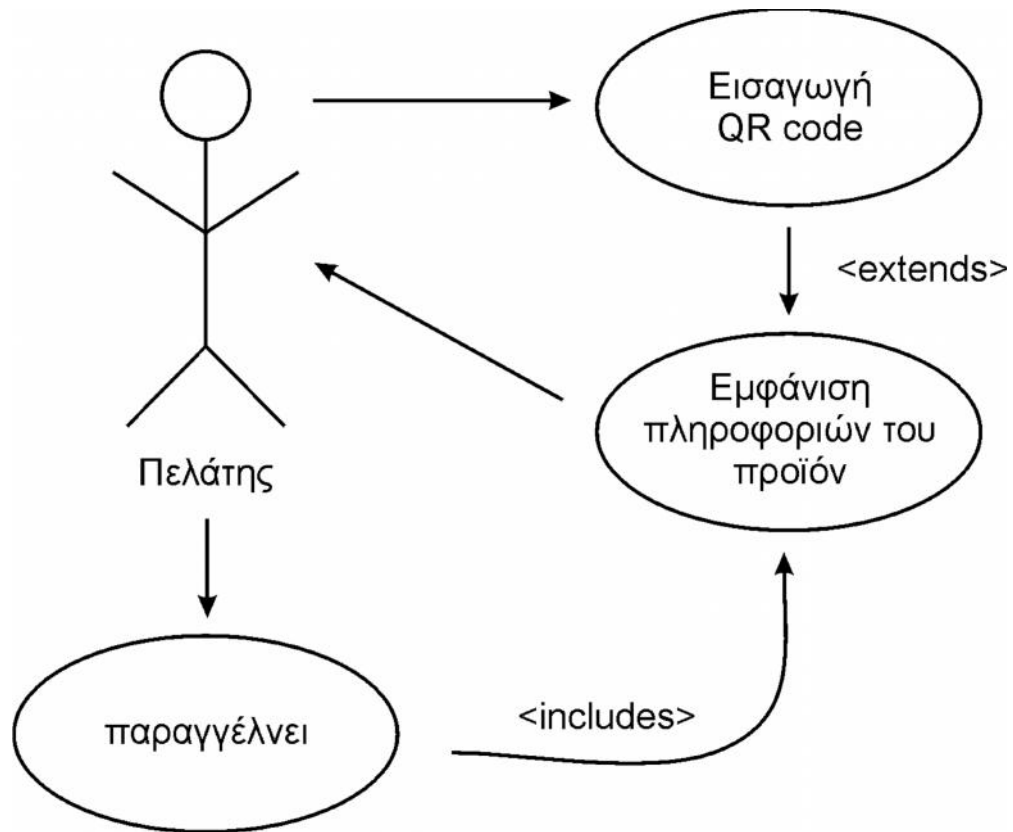 Εισαγωγή
QR code
<extends>
Εμφάνιση
πληροφοριών του
προϊόν
Πελάτης
παραγγέλνει
<includes>